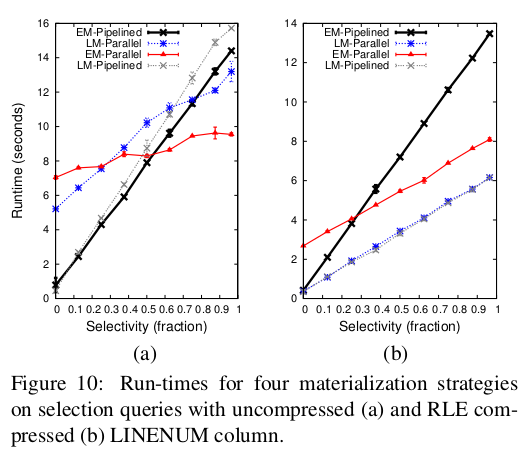 EM-Pipelined
LM-Parallel
EM-Parallel
LM-Pipelined
Runtime (seconds)
16
14
12
10
8
6
4
2
0
0 0.1 0.2 0.3 0.4 0.5 0.6 0.7 0.8 0.9 1
Selectivity (fraction)
(a)
EM-Pipelined
LM-Parallel
EM-Parallel
LM-Pipelined
14
12
10
8
6
4
2
0
0 0.1 0.2 0.3 0.4 0.5 0.6 0.7 0.8 0.9 1
Selectivity (fraction)
(b)
Figure 10: Run-times for four materialization strategies
on selection queries with uncompressed (a) and RLE com-
pressed (b) LINENUM column.